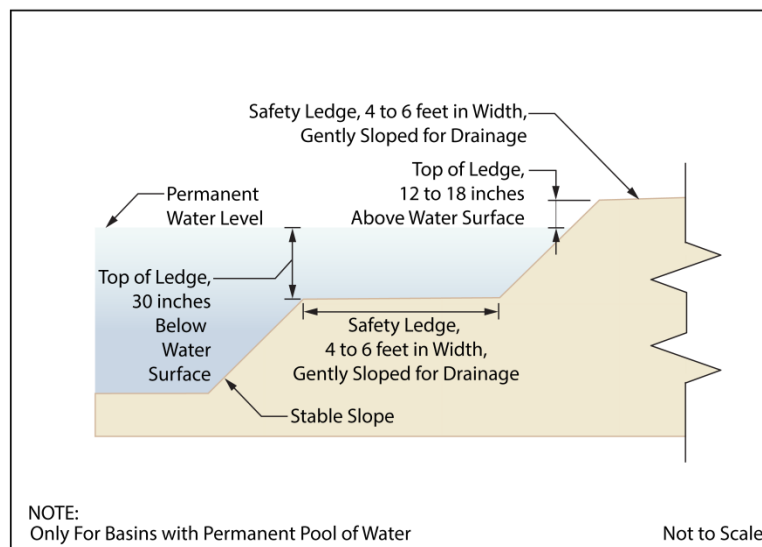 Safety Ledge, 4 to 6 feet in Width,
Gently Sloped for Drainage
Top of Ledge,
12 to 18 inches
Above Water Surface
Permanent
Water Level
Top of Ledge,
30 inches
Below
Water
Surface
Safety Ledge,
4 to 6 feet in Width,
Gently Sloped for Drainage
Stable Slope
NOTE:
Only For Basins with Permanent Pool of Water
Not to Scale